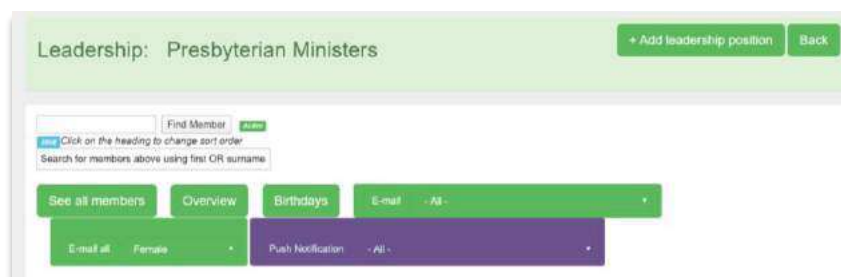 Leadership: Presbyterian Ministers
+ Add leadership position
Back
Find Member
Click on the heading to change sort order
Search for members above using first OR surname
See all members
Overview
Birthdays
E-mail - All -
E-mail all Female
Push Notification - All -